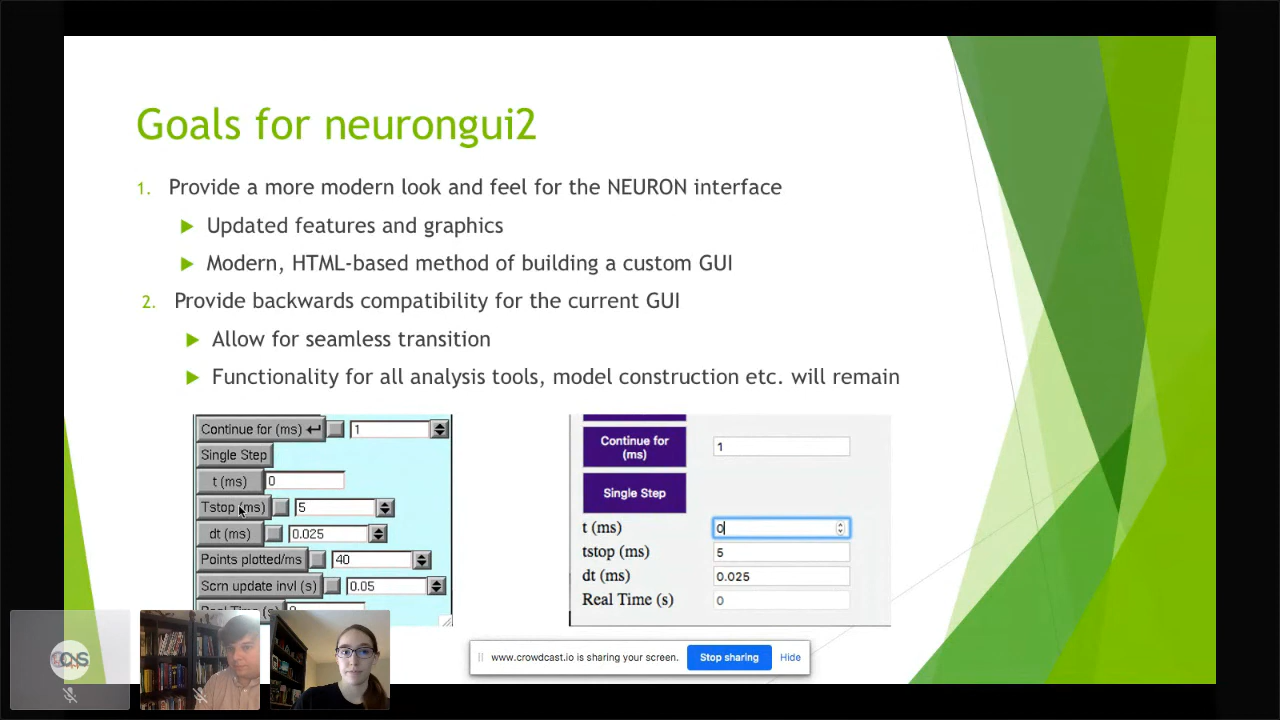 Goals for neurongui2
1. Provide a more modern look and feel for the NEURON interface
Updated features and graphics
Modern, HTML-based method of building a custom GUI
2. Provide backwards compatibility for the current GUI
Allow for seamless transition
Functionality for all analysis tools, model construction etc. will remain
Continue for (ms) 1
Single Step
t (ms) 0
Tstop (ms) 5
dt (ms) 0.025
Points plotted/ms 40
Scrn update invl (s) 0.05
Real Time (s)
Continue for
(ms) 1
Single Step
t (ms) 0
tstop (ms) 5
dt (ms) 0.025
Real Time (s) 0
www.crowdcast.io is sharing your screen. Stop sharing Hide